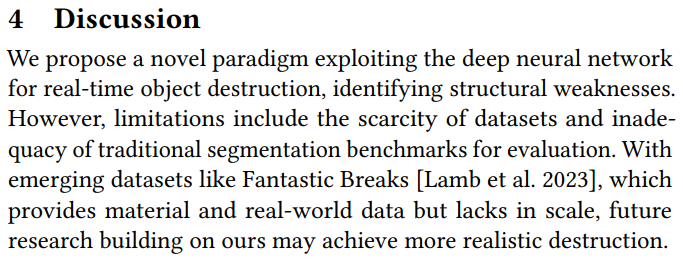 4 Discussion
We propose a novel paradigm exploiting the deep neural network
for real-time object destruction, identifying structural weaknesses.
However, limitations include the scarcity of datasets and inade-
quacy of traditional segmentation benchmarks for evaluation. With
emerging datasets like Fantastic Breaks [Lamb et al. 2023], which
provides material and real-world data but lacks in scale, future
research building on ours may achieve more realistic destruction.